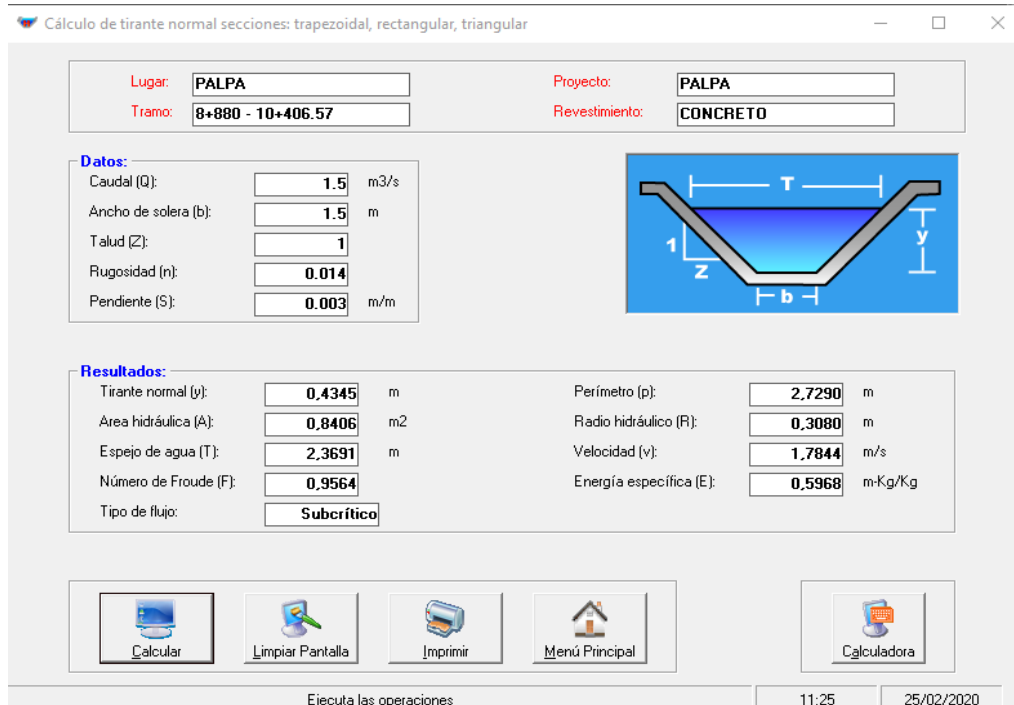 Cálculo de tirante normal secciones: trapezoidal, rectangular, triangular
Lugar: PALPA Proyecto: PALPA
Tramo: 8+880 - 10+406.57 Revestimiento: CONCRETO
Datos:
Caudal (Q): 1.5 m3/s
Ancho de solera (b): 1.5 m
Talud (Z): 1
Rugosidad (n): 0.014
Pendiente (S): 0.003 m/m
T
y
1
Z
b
Resultados:
Tirante normal (y): 0,4345 m Perímetro (p): 2,7290 m
Area hidráulica (A): 0,8406 m2 Radio hidráulico (R): 0,3080 m
Espejo de agua (T): 2,3691 m Velocidad (v): 1,7844 m/s
Número de Froude (F): 0,9564 Energía específica (E): 0,5968 m-Kg/Kg
Tipo de flujo: Subcrítico
Calcular Limpiar Pantalla Imprimir Menú Principal Calculadora
Ejecuta las operaciones 11:25 25/02/2020